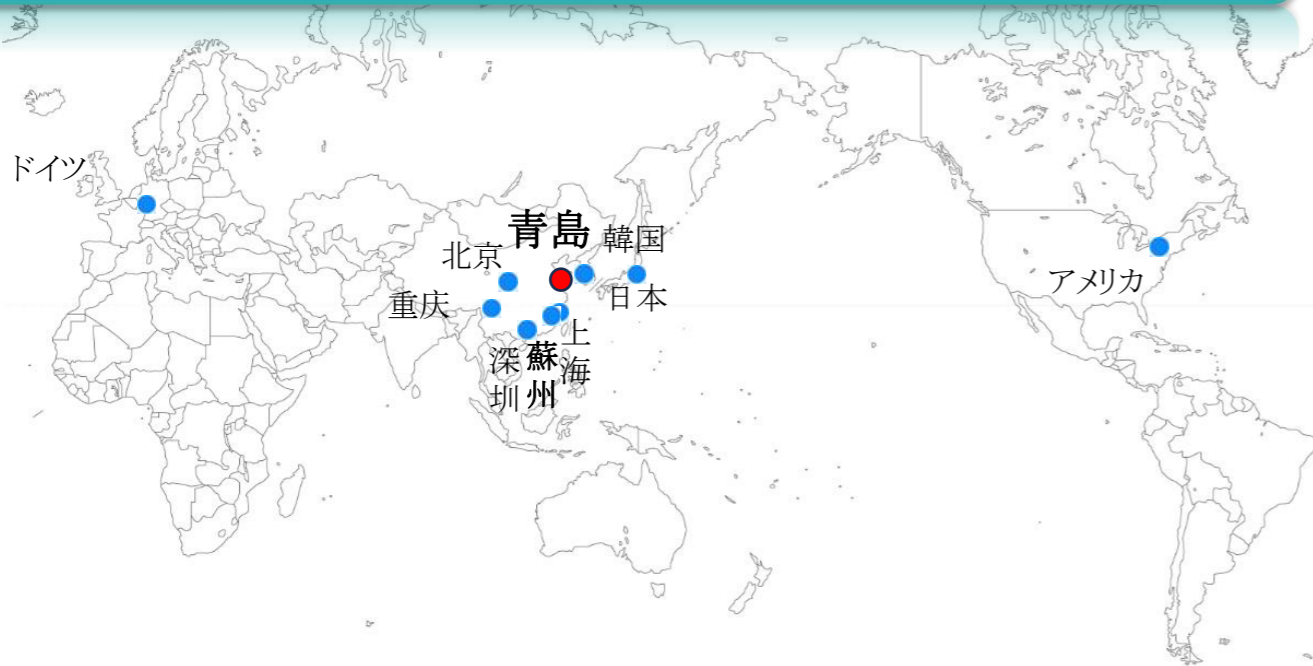 ドイツ
青島
韓国
北京
日本
アメリカ
重庆
上海
蘇州
深圳